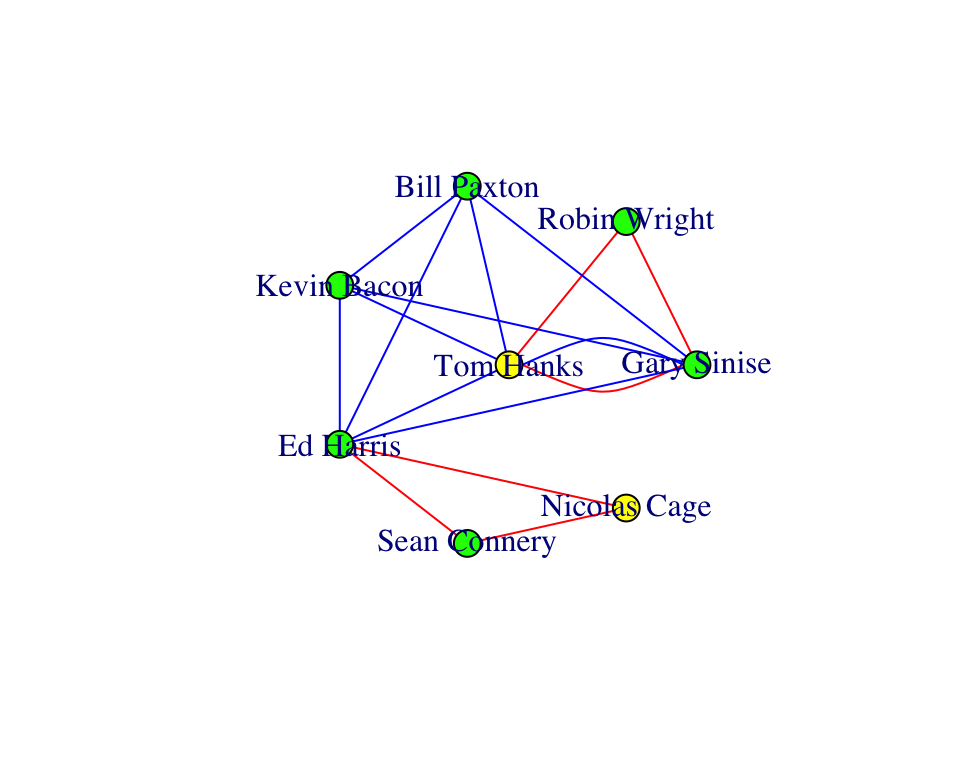 Bill Paxton
Robin Wright
Kevin Bacon
Tom Hanks
Gary Sinise
Ed Harris
Nicolas Cage
Sean Connery